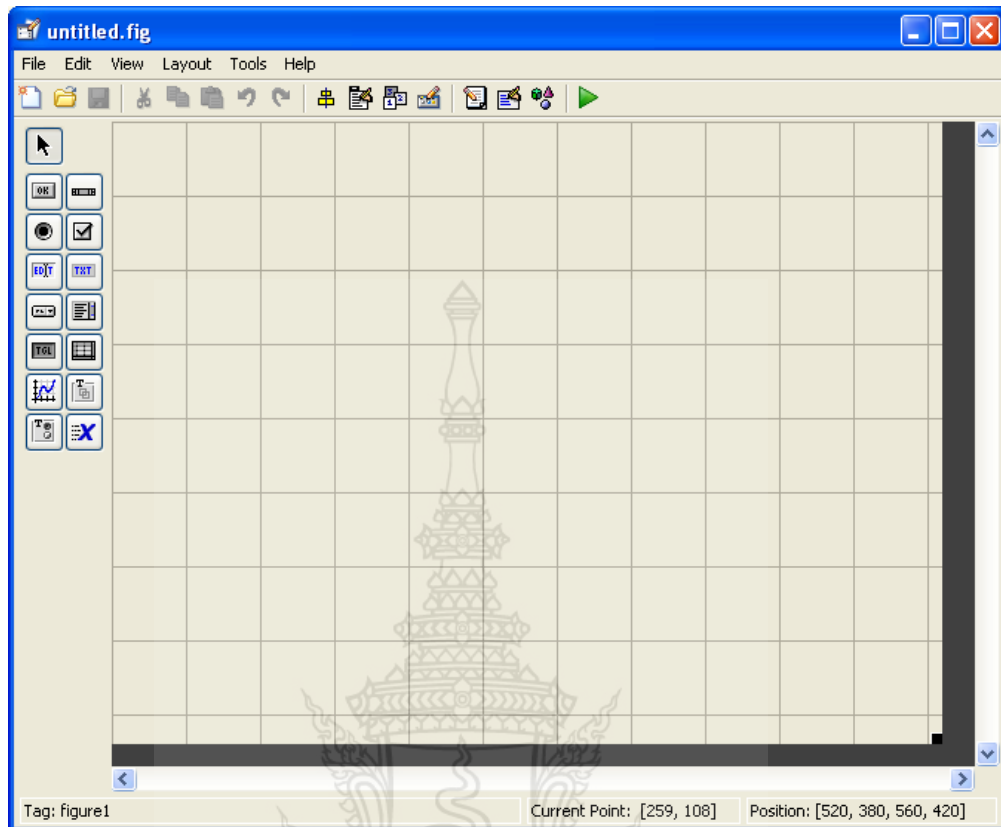 untitled.fig
File Edit View Layout Tools Help
OK
EDIT TXT
TGL
Tag: figure1 Current Point: [259, 108] Position: [520, 380, 560, 420]